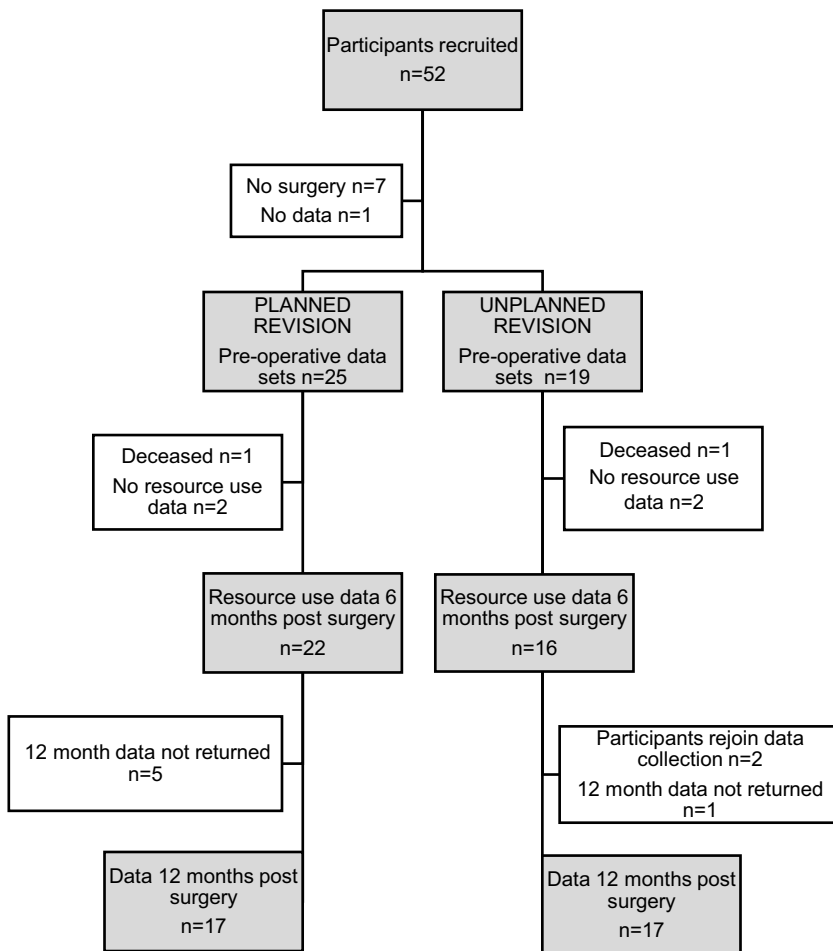 Participants recruited
n=52
No surgery n=7
No data n=1
PLANNED
REVISION
Pre-operative data
sets n=25
UNPLANNED
REVISION
Pre-operative data
sets n=19
Deceased n=1
No resource use
data n=2
Deceased n=1
No resource use
data n=2
Resource use data 6
months post surgery
n=22
Resource use data 6
months post surgery
n=16
12 month data not returned
n=5
Participants rejoin data
collection n=2
12 month data not returned
n=1
Data 12 months post
surgery
n=17
Data 12 months post
surgery
n=17